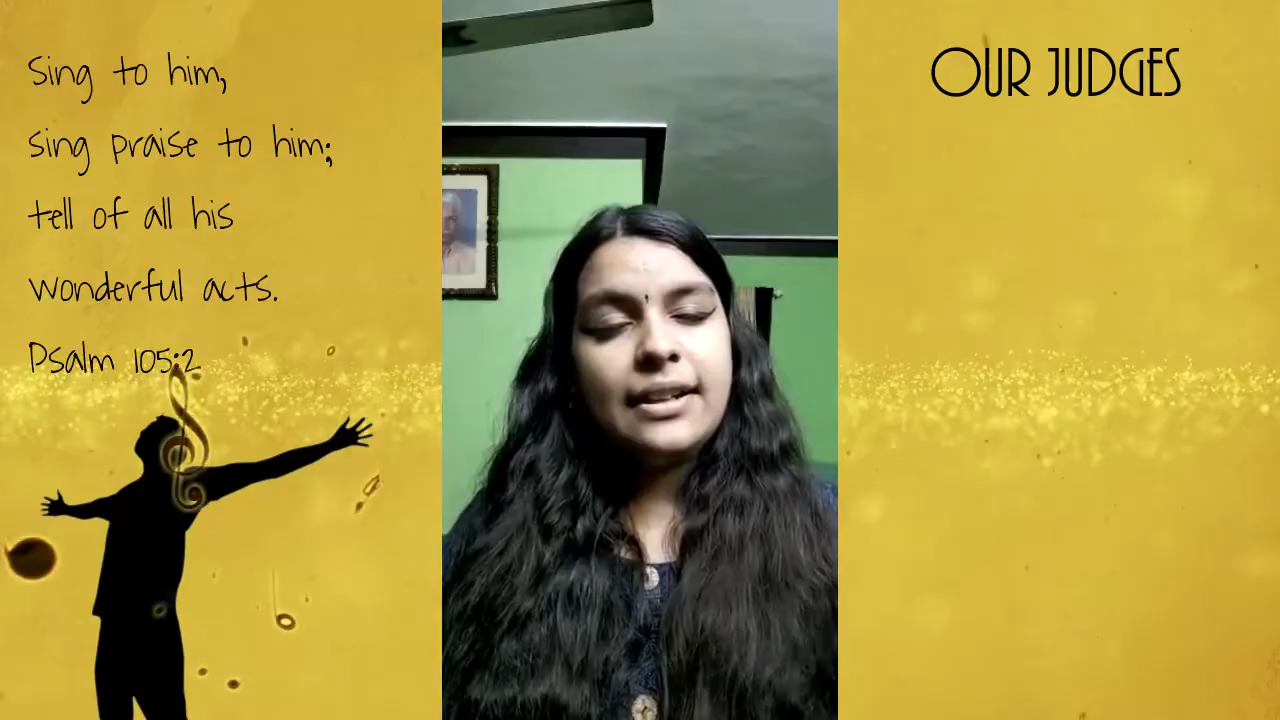 Sing to him,
sing praise to him;
tell of all his
wonderful acts.
Psalm 105:2
OUR JUDGES